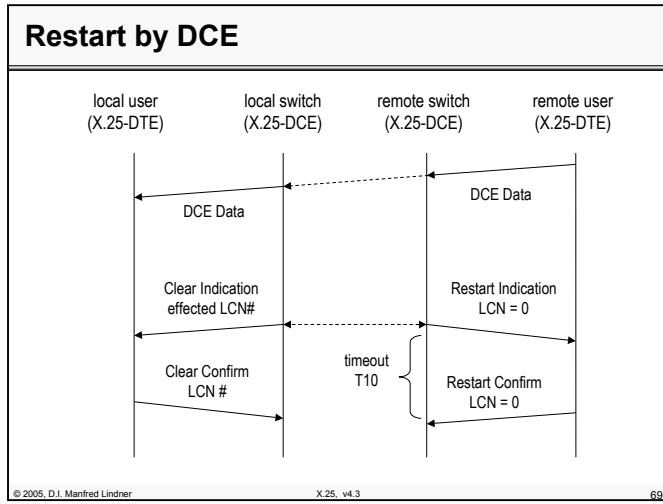 Restart by DCE
local user
(X.25-DTE)
local switch
(X.25-DCE)
remote switch
(X.25-DCE)
remote user
(X.25-DTE)
DCE Data
DCE Data
Clear Indication
effected LCN#
Restart Indication
LCN = 0
Clear Confirm
LCN #
timeout
T10
Restart Confirm
LCN = 0
© 2005, D.I. Manfred Lindner
X.25, v4.3
69